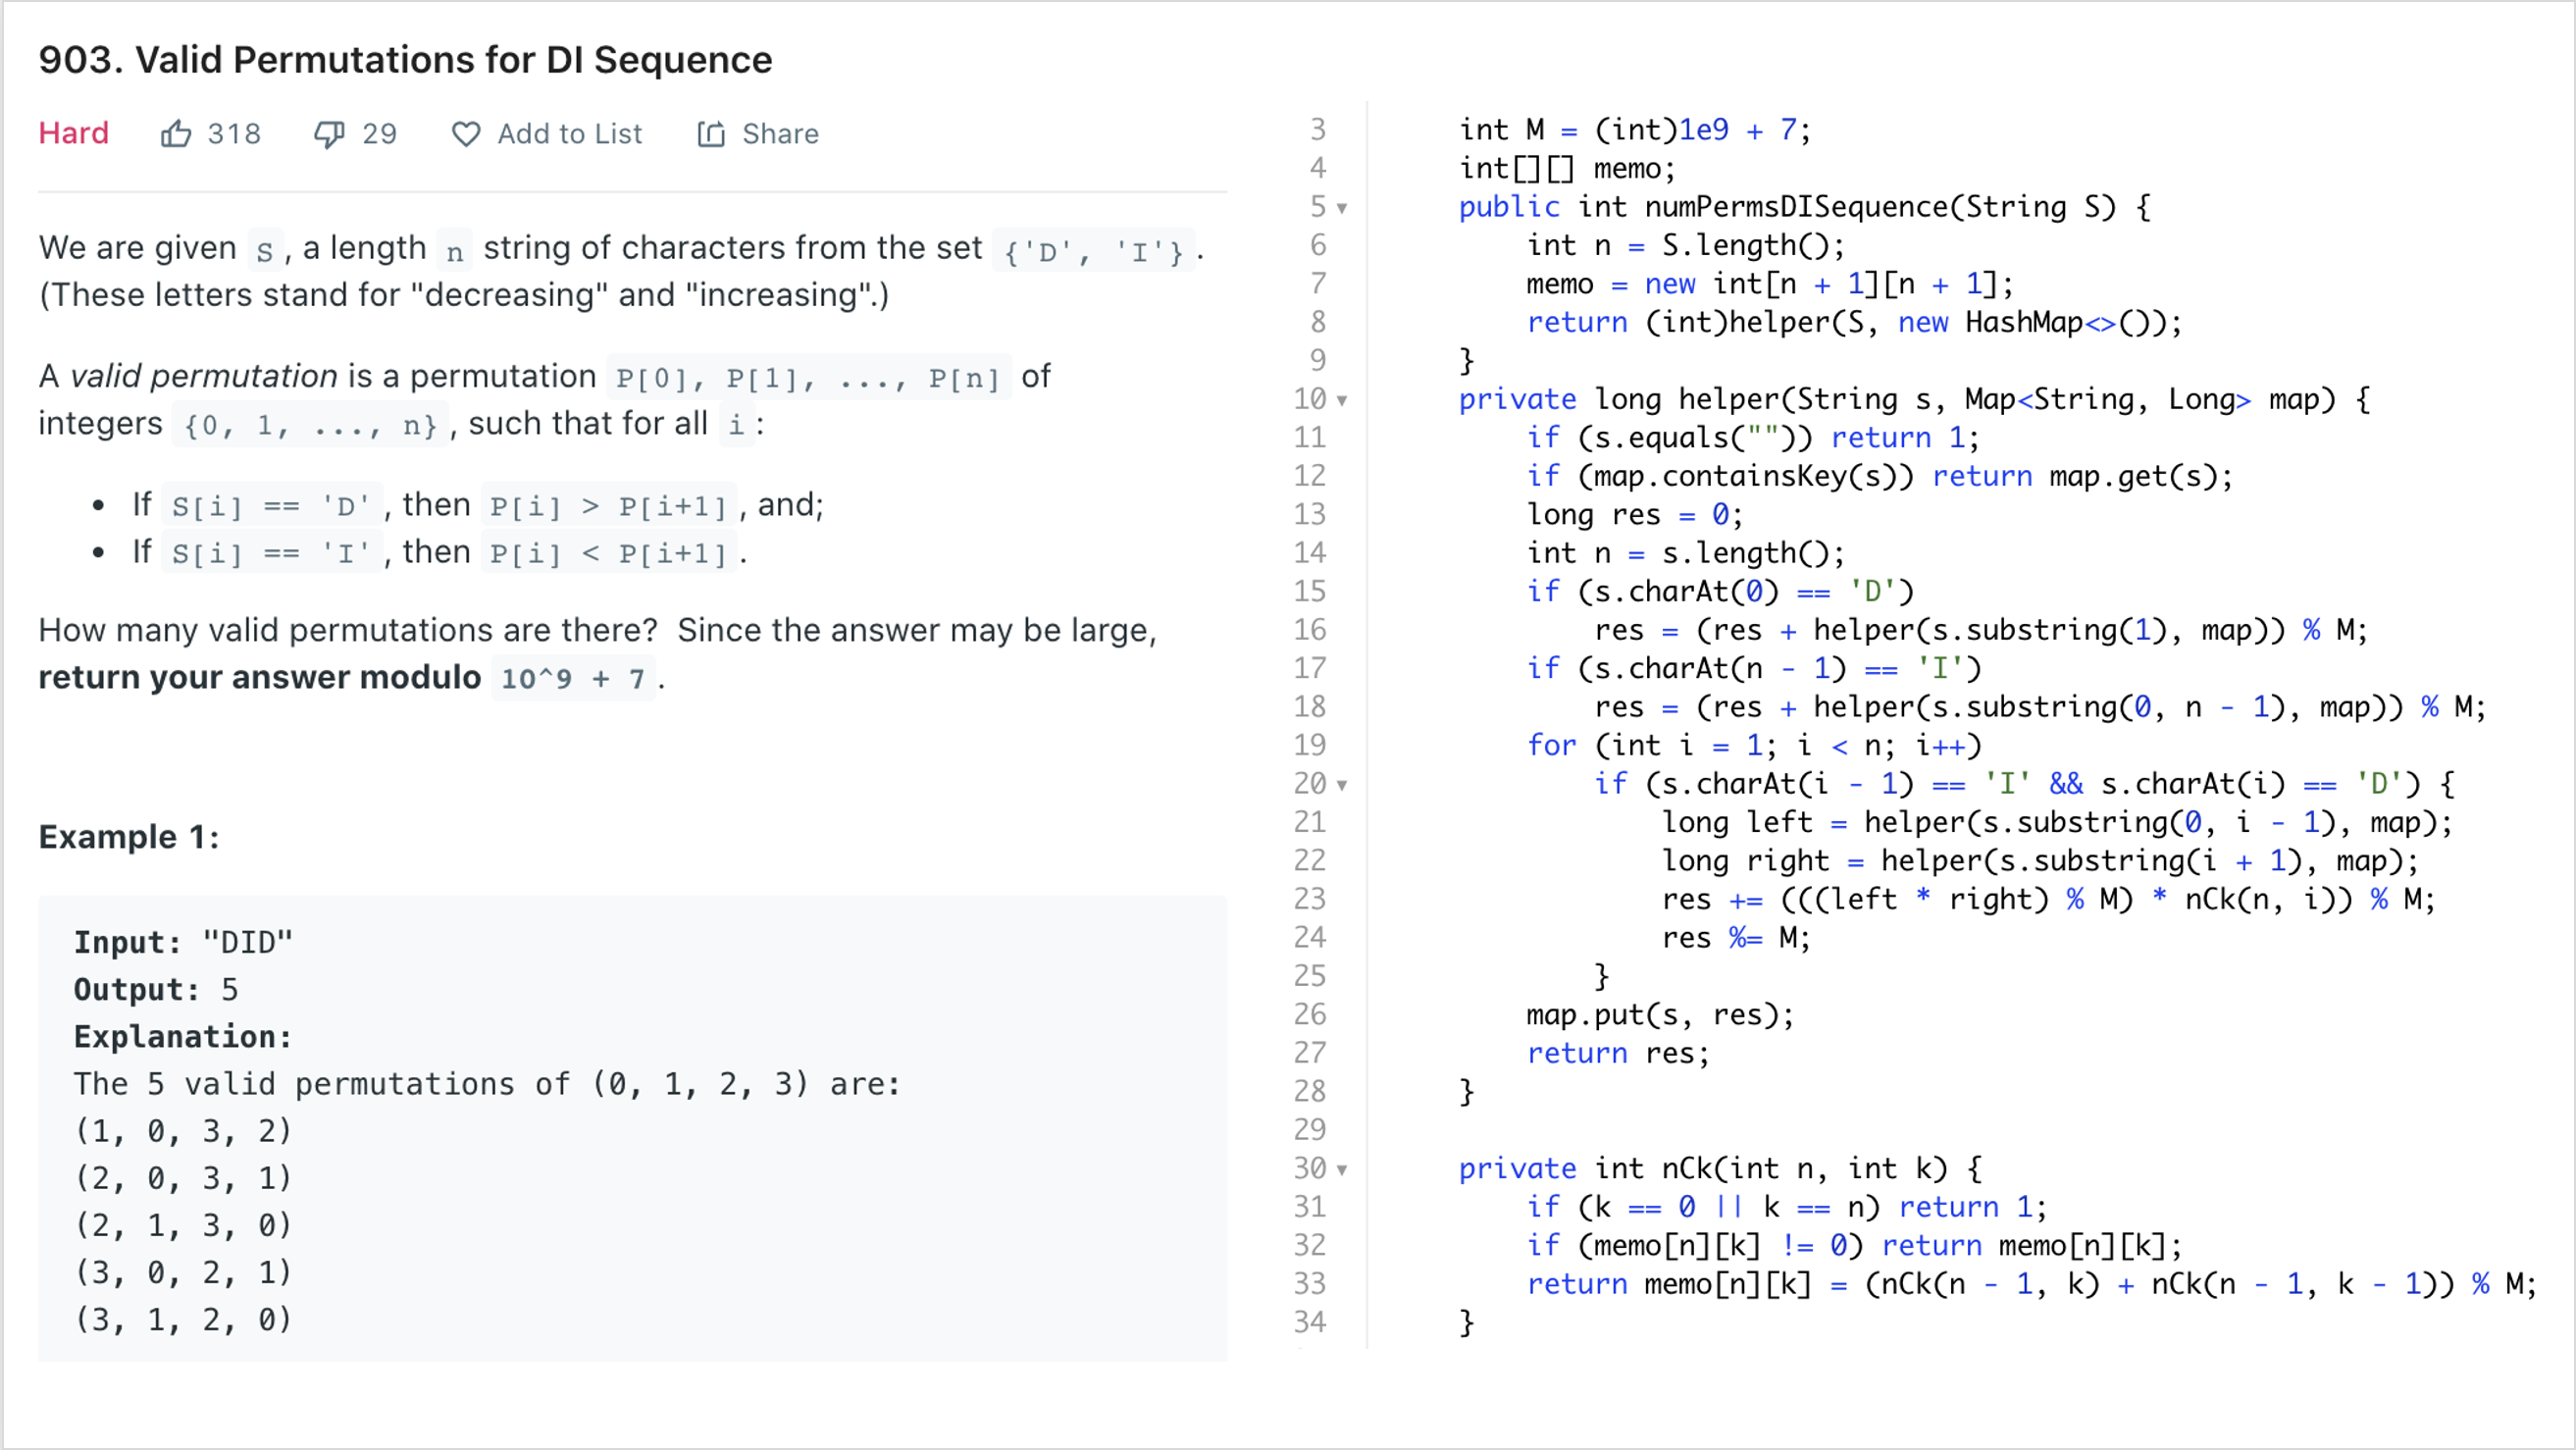 903. Valid Permutations for DI Sequence
Hard 318 29 Add to List Share
We are given S, a length n string of characters from the set {'D', 'I'}.
(These letters stand for "decreasing" and "increasing".)
A valid permutation is a permutation P[0], P[1], ..., P[n] of
integers {0, 1, ..., n}, such that for all i:
• If S[i] == 'D', then P[i] > P[i+1], and;
• If S[i] == 'I', then P[i] < P[i+1].
How many valid permutations are there? Since the answer may be large,
return your answer modulo 10^9 + 7.
Example 1:
Input: "DID"
Output: 5
Explanation:
The 5 valid permutations of (0, 1, 2, 3) are:
(1, 0, 3, 2)
(2, 0, 3, 1)
(2, 1, 3, 0)
(3, 0, 2, 1)
(3, 1, 2, 0)
3 int M = (int)1e9 + 7;
4 int[][] memo;
5 public int numPermsDISequence(String S) {
6 int n = S.length();
7 memo = new int[n + 1][n + 1];
8 return (int)helper(S, new HashMap<>());
9 }
10 private long helper(String s, Map<String, Long> map) {
11 if (s.equals("")) return 1;
12 if (map.containsKey(s)) return map.get(s);
13 long res = 0;
14 int n = s.length();
15 if (s.charAt(0) == 'D')
16 res = (res + helper(s.substring(1), map)) % M;
17 if (s.charAt(n - 1) == 'I')
18 res = (res + helper(s.substring(0, n - 1), map)) % M;
19 for (int i = 1; i < n; i++)
20 if (s.charAt(i - 1) == 'I' && s.charAt(i) == 'D') {
21 long left = helper(s.substring(0, i - 1), map);
22 long right = helper(s.substring(i + 1), map);
23 res += (((left * right) % M) * nCk(n, i)) % M;
24 res %= M;
25 }
26 map.put(s, res);
27 return res;
28 }
29
30 private int nCk(int n, int k) {
31 if (k == 0 || k == n) return 1;
32 if (memo[n][k] != 0) return memo[n][k];
33 return memo[n][k] = (nCk(n - 1, k) + nCk(n - 1, k - 1)) % M;
34 }